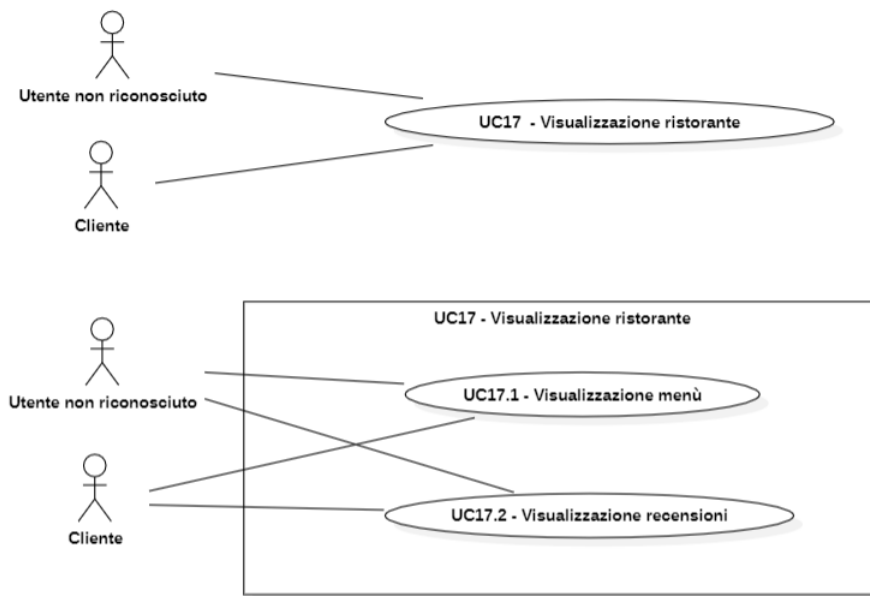 Utente non riconosciuto
UC17 - Visualizzazione ristorante
Cliente
UC17 - Visualizzazione ristorante
Utente non riconosciuto
UC17.1 - Visualizzazione menù
Cliente
UC17.2 - Visualizzazione recensioni